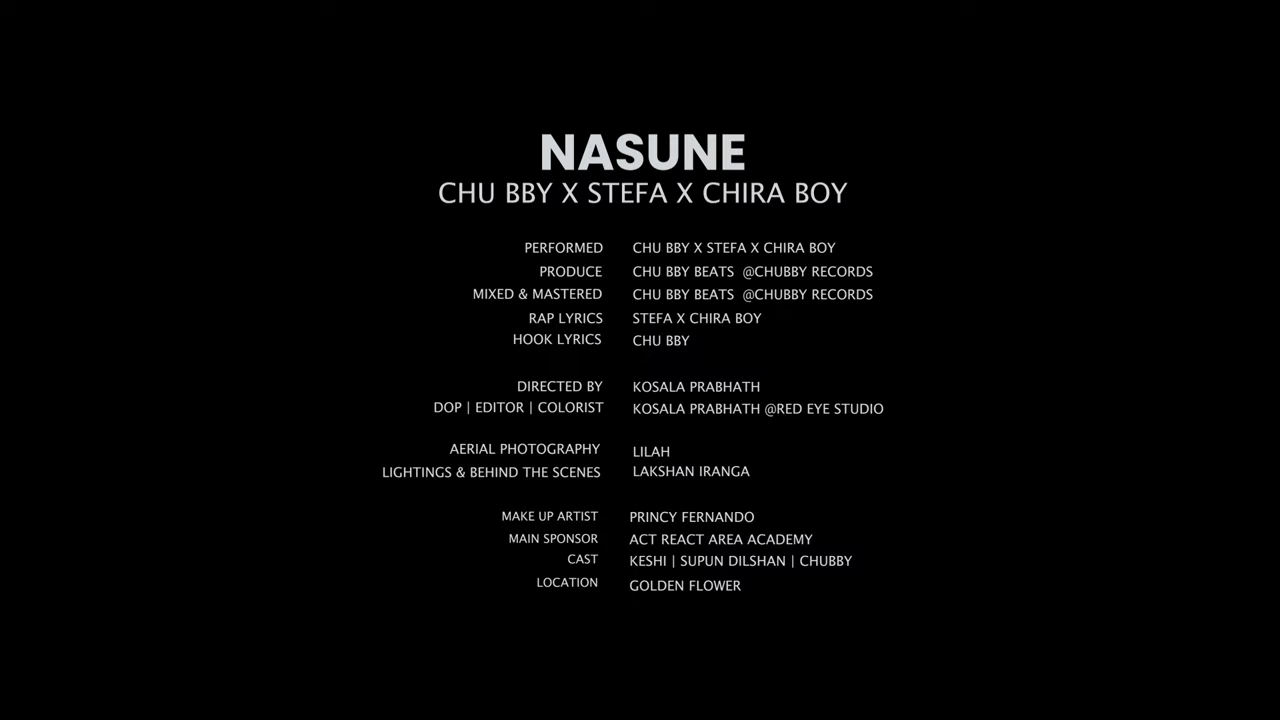 NASUNE
CHU BBY X STEFA X CHIRA BOY
PERFORMED CHU BBY X STEFA X CHIRA BOY
PRODUCE CHU BBY BEATS @CHUBBY RECORDS
MIXED & MASTERED CHU BBY BEATS @CHUBBY RECORDS
RAP LYRICS STEFA X CHIRA BOY
HOOK LYRICS CHU BBY
DIRECTED BY KOSALA PRABHATH
DOP | EDITOR | COLORIST KOSALA PRABHATH @RED EYE STUDIO
AERIAL PHOTOGRAPHY LILAH
LIGHTINGS & BEHIND THE SCENES LAKSHAN IRANGA
MAKE UP ARTIST PRINCY FERNANDO
MAIN SPONSOR ACT REACT AREA ACADEMY
CAST KESHI | SUPUN DILSHAN | CHUBBY
LOCATION GOLDEN FLOWER